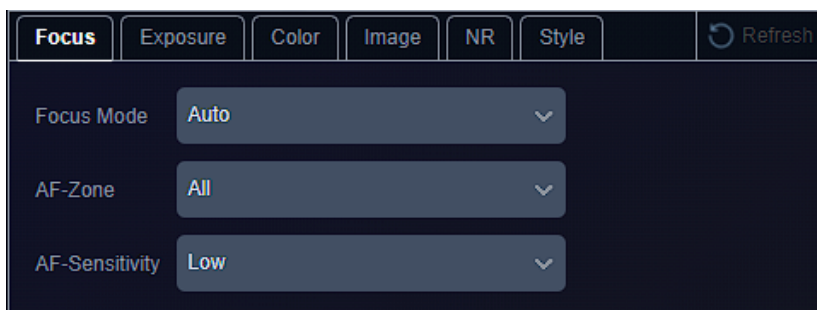 Focus Exposure Color Image NR Style Refresh
Focus Mode Auto
AF-Zone All
AF-Sensitivity Low